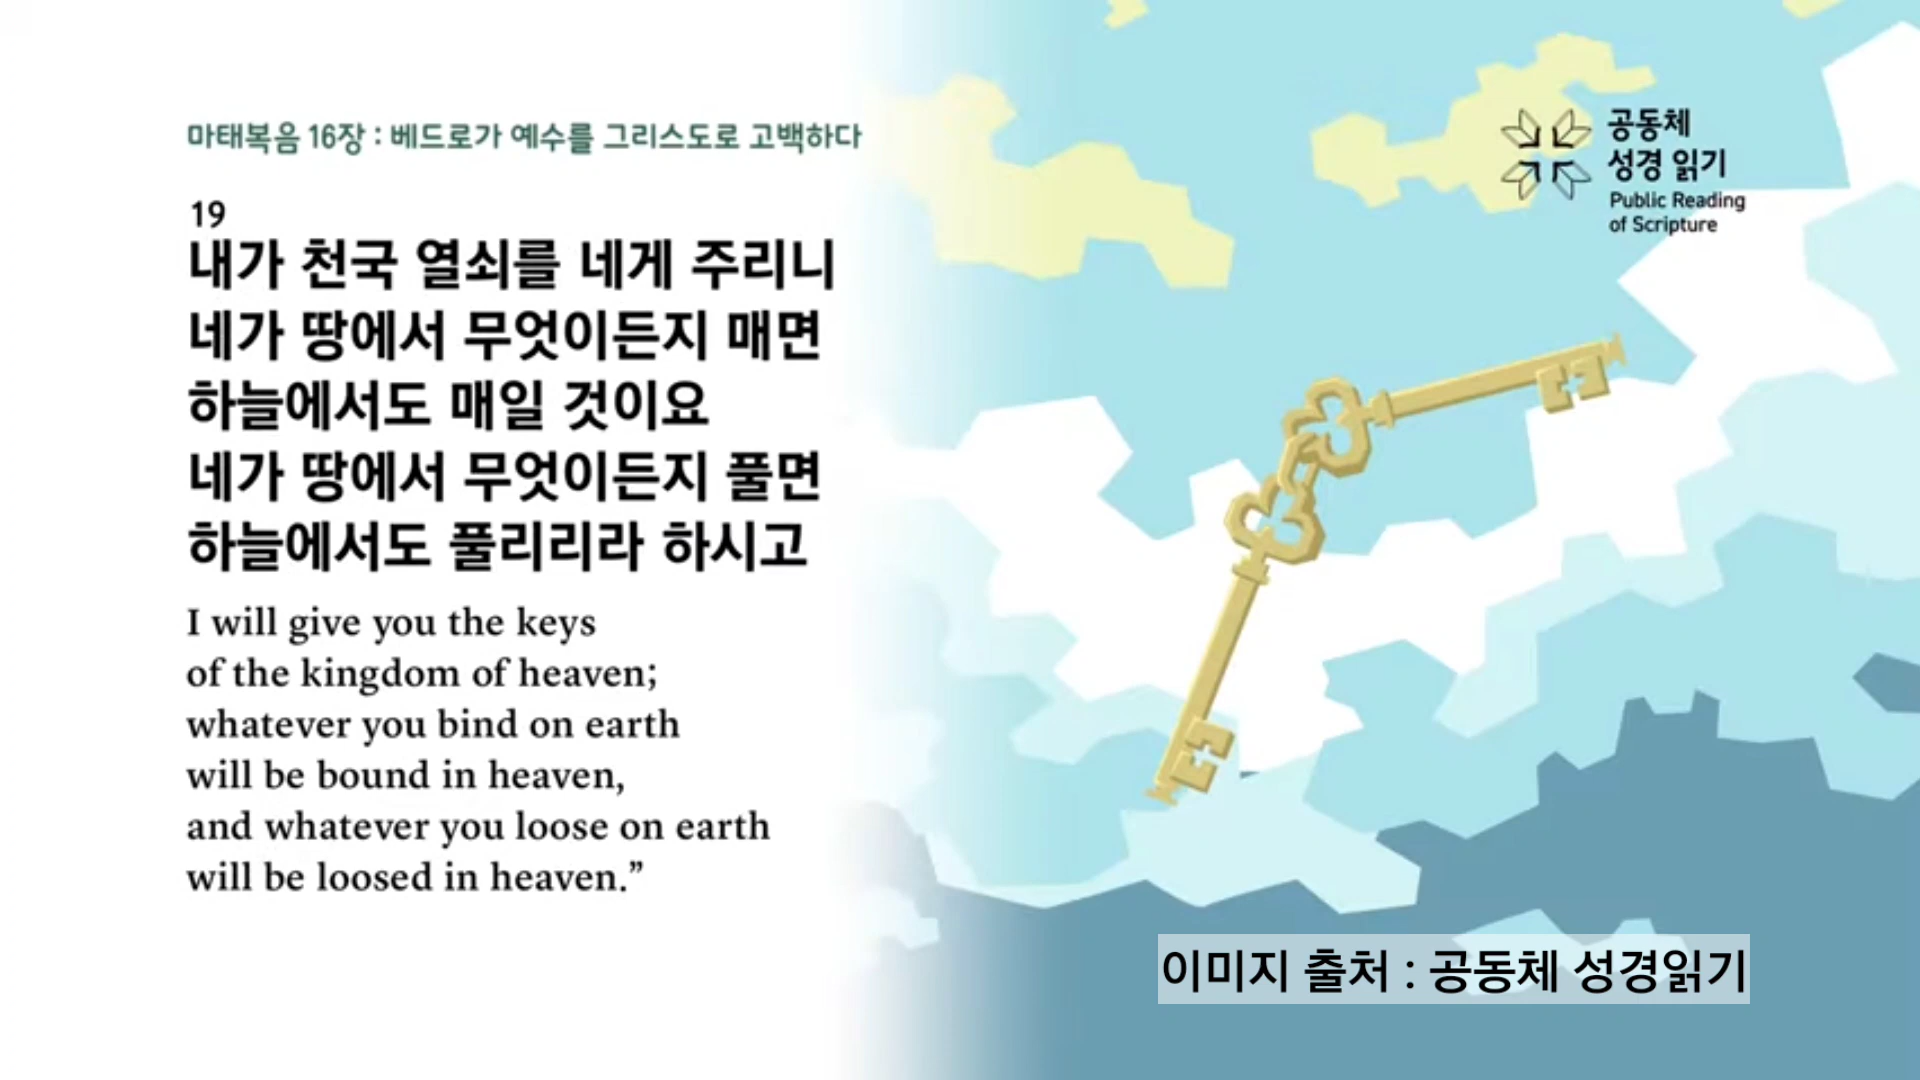 마태복음 16장 : 베드로가 예수를 그리스도로 고백하다
19
내가 천국 열쇠를 네게 주리니
네가 땅에서 무엇이든지 매면
하늘에서도 매일 것이요
네가 땅에서 무엇이든지 풀면
하늘에서도 풀리리라 하시고
I will give you the keys
of the kingdom of heaven;
whatever you bind on earth
will be bound in heaven,
and whatever you loose on earth
will be loosed in heaven.”
공동체
성경 읽기
Public Reading
of Scripture
이미지 출처 : 공동체 성경읽기